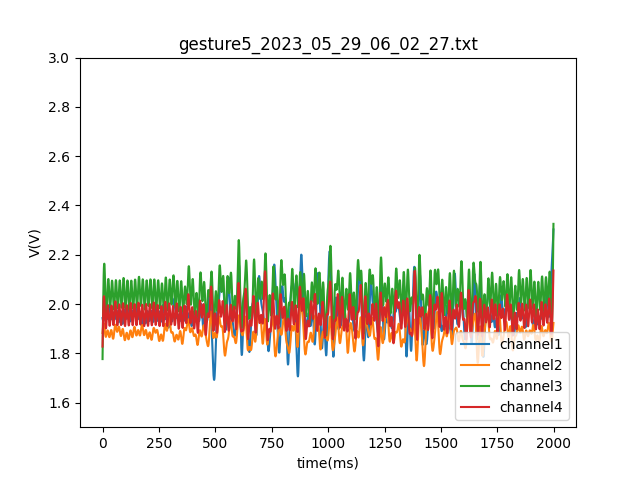 gesture5_2023_05_29_06_02_27.txt
3.0
2.8
2.6
2.4
2.2
2.0
1.8
1.6
V(V)
channel1
channel2
channel3
channel4
0 250 500 750 1000 1250 1500 1750 2000
time(ms)